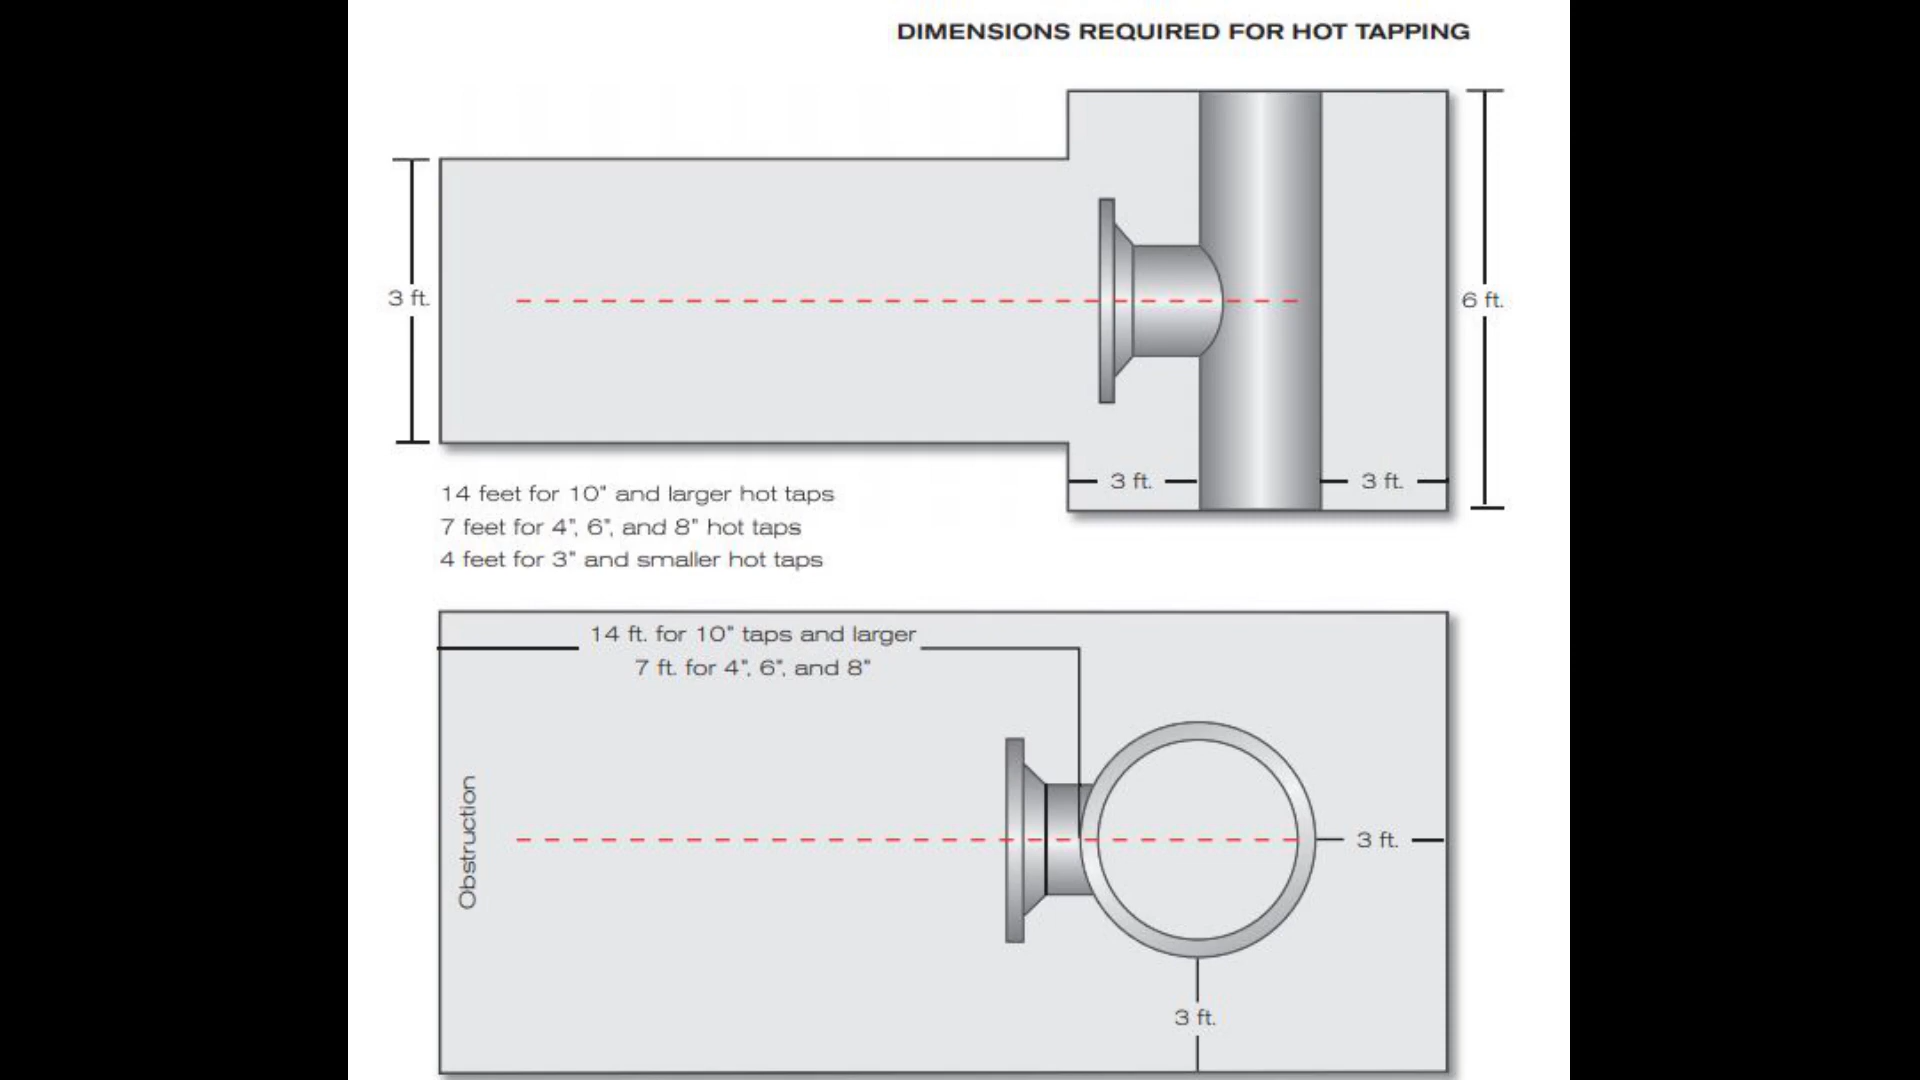 DIMENSIONS REQUIRED FOR HOT TAPPING
3 ft.
6 ft.
3 ft.
3 ft.
14 feet for 10" and larger hot taps
7 feet for 4", 6", and 8" hot taps
4 feet for 3" and smaller hot taps
14 ft. for 10" taps and larger
7 ft. for 4", 6", and 8"
Obstruction
3 ft.
3 ft.